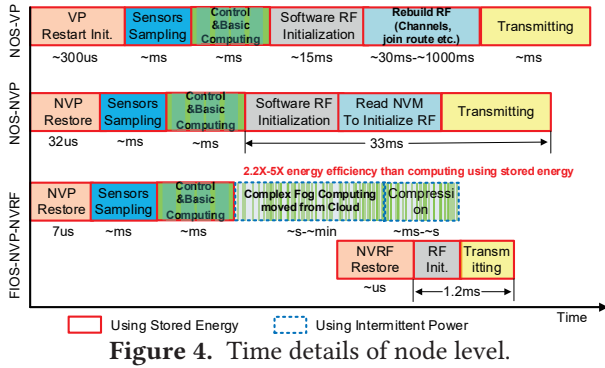 NOS-VP
VP
Restart Init.
Sensors
Sampling
Control
&Basic
Computing
Software RF
Initialization
Rebuild RF
(Channels,
join route etc.)
Transmitting
~300us
~ms
~ms
~15ms
~30ms-~1000ms
~ms
NOS-NVP
NVP
Restore
Sensors
Sampling
Control
&Basic
Computing
Software RF
Initialization
Read NVM
To Initialize RF
Transmitting
32us
~ms
~ms
33ms
2.2X-5X energy efficiency than computing using stored energy
FIOS-NVP-NVRF
NVP
Restore
Sensors
Sampling
Control
&Basic
Computing
Complex Fog Computing
moved from Cloud
Compressi
on
7us
~ms
~ms
~s-~min
~ms-~s
NVRF
Restore
RF
Init.
Transm
itting
~us
1.2ms
Time
Using Stored Energy
Using Intermittent Power
Figure 4. Time details of node level.